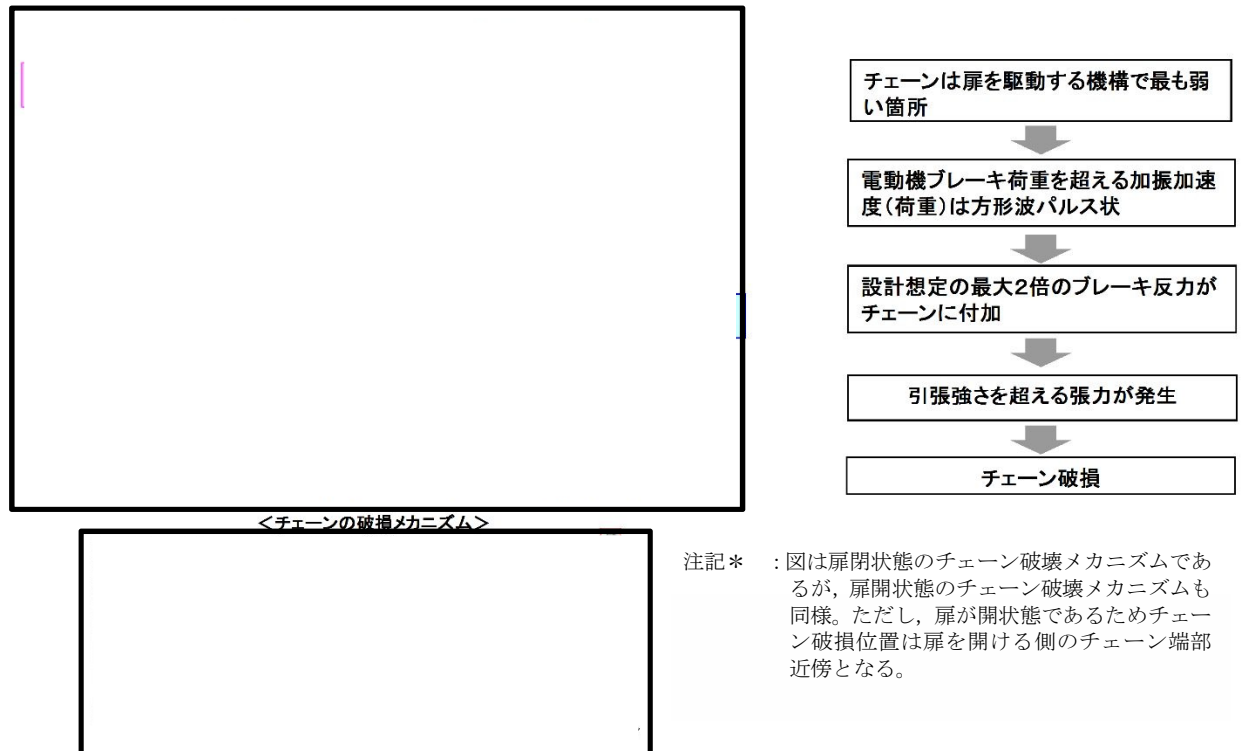 チェーンは扉を駆動する機構で最も弱
い箇所
電動機ブレーキ荷重を超える加振加速
度(荷重)は方形波パルス状
設計想定の最大2倍のブレーキ反力が
チェーンに付加
引張強さを超える張力が発生
チェーン破損
<チェーンの破損メカニズム>
注記* :図は扉閉状態のチェーン破壊メカニズムであ
るが,扉開状態のチェーン破壊メカニズムも
同様。ただし,扉が開状態であるためチェー
ン破損位置は扉を開ける側のチェーン端部
近傍となる。